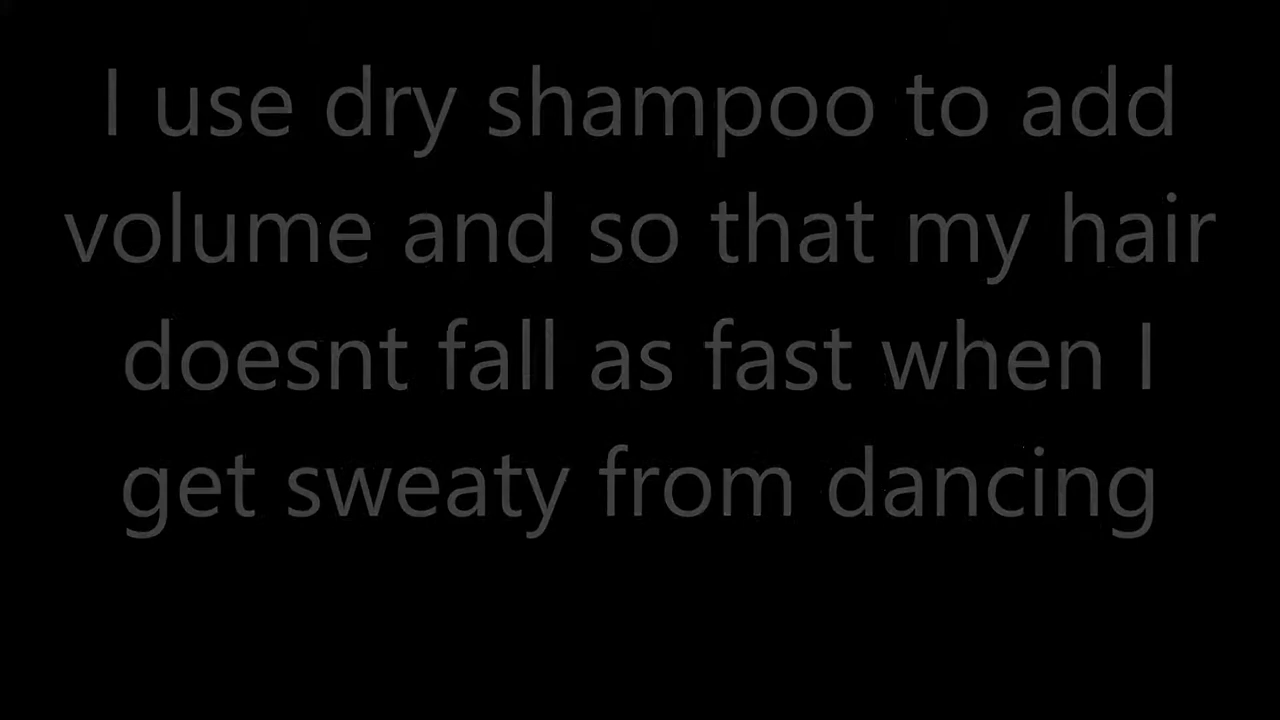 I use dry shampoo to add
volume and so that my hair
doesnt fall as fast when I
get sweaty from dancing